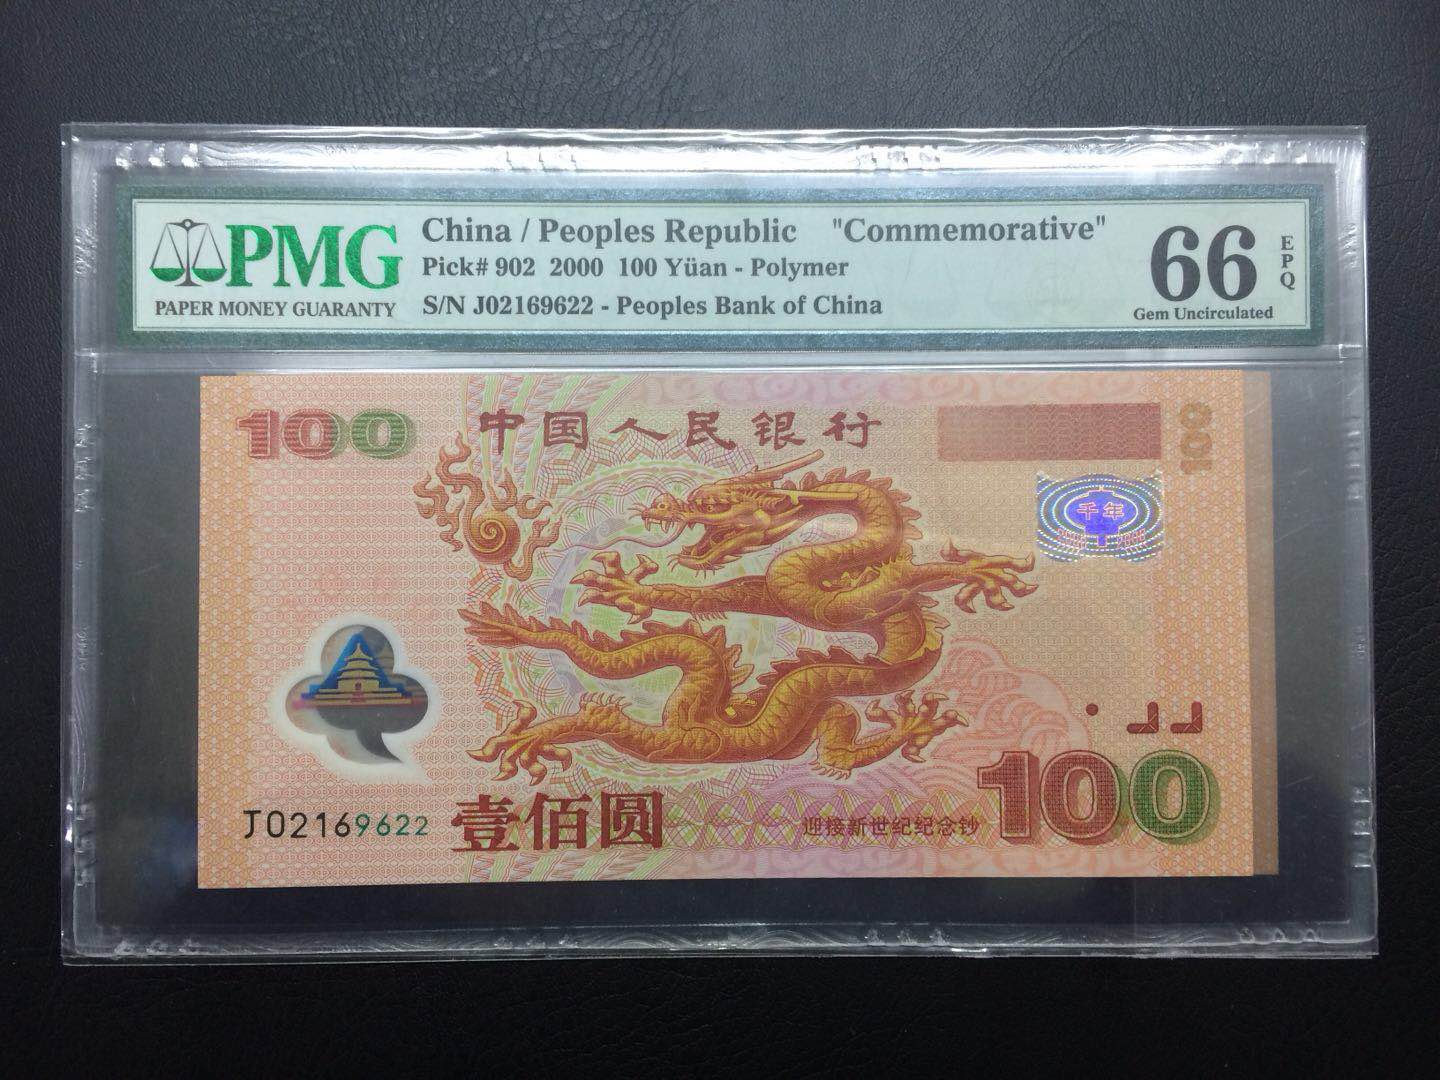 PMG
PAPER MONEY GUARANTY
China / Peoples Republic "Commemorative"
Pick# 902 2000 100 Yüan - Polymer
S/N J02169622 - Peoples Bank of China
66
EPQ
Gem Uncirculated
100
中国人民银行
100
千年
J02169622
壹佰圆
迎接新世纪纪念钞
100